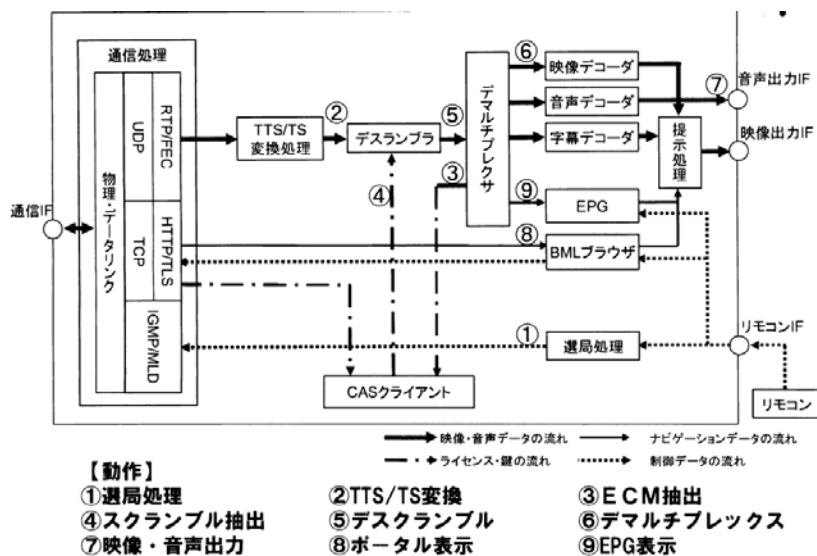 通信処理
物理・データリンク
UDP
RTP/FEC
TCP
HTTP/TLS
IGMP/MLD
通信IF
TTS/TS
変換処理
②
デスランブラ
⑤
④
③
デマルチプレクサ
⑥
映像デコーダ
音声デコーダ
字幕デコーダ
提示処理
⑦
音声出力IF
映像出力IF
⑨
EPG
⑧
BMLブラウザ
①
選局処理
リモコンIF
リモコン
CASクライアント
映像・音声データの流れ
ナビゲーションデータの流れ
ライセンス・鍵の流れ
制御データの流れ
【動作】
①選局処理 ②TTS/TS変換 ③ECM抽出
④スクランブル抽出 ⑤デスクランブル ⑥デマルチプレックス
⑦映像・音声出力 ⑧ポータル表示 ⑨EPG表示